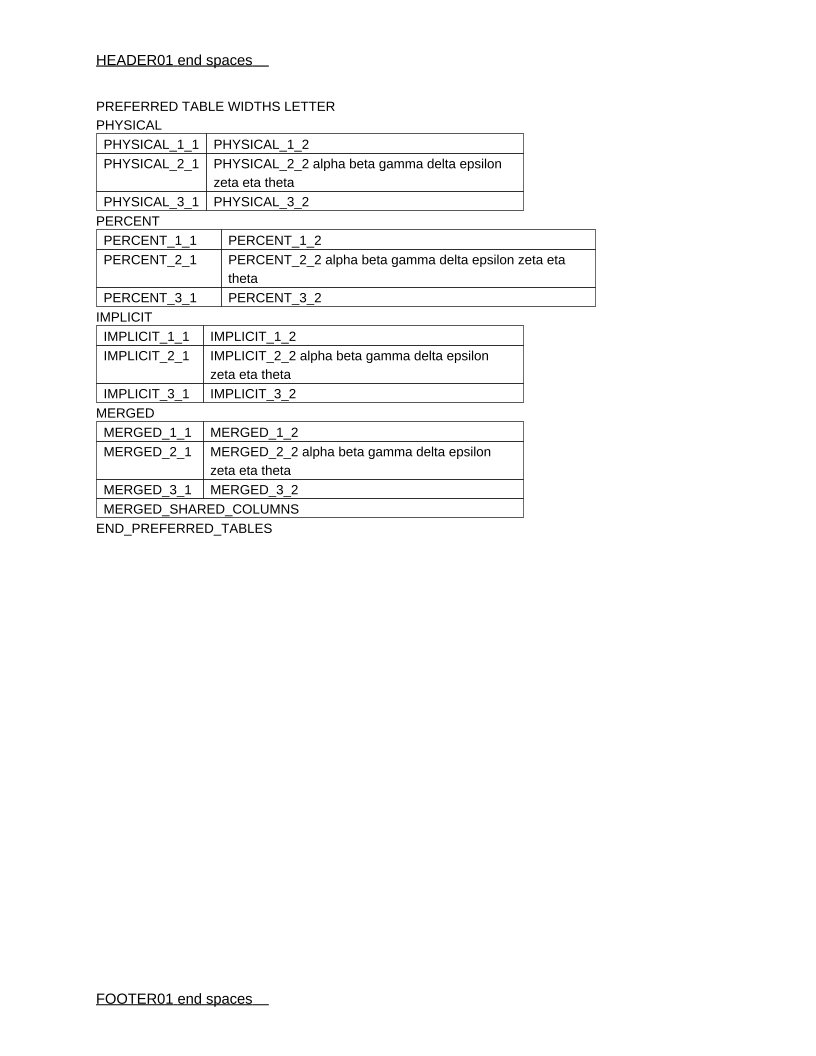 HEADER01 end spaces
PREFERRED TABLE WIDTHS LETTER
PHYSICAL
PHYSICAL_1_1 PHYSICAL_1_2
PHYSICAL_2_1 PHYSICAL_2_2 alpha beta gamma delta epsilon
zeta eta theta
PHYSICAL_3_1 PHYSICAL_3_2
PERCENT
PERCENT_1_1 PERCENT_1_2
PERCENT_2_1 PERCENT_2_2 alpha beta gamma delta epsilon zeta eta
theta
PERCENT_3_1 PERCENT_3_2
IMPLICIT
IMPLICIT_1_1 IMPLICIT_1_2
IMPLICIT_2_1 IMPLICIT_2_2 alpha beta gamma delta epsilon
zeta eta theta
IMPLICIT_3_1 IMPLICIT_3_2
MERGED
MERGED_1_1 MERGED_1_2
MERGED_2_1 MERGED_2_2 alpha beta gamma delta epsilon
zeta eta theta
MERGED_3_1 MERGED_3_2
MERGED_SHARED_COLUMNS
END_PREFERRED_TABLES
FOOTER01 end spaces